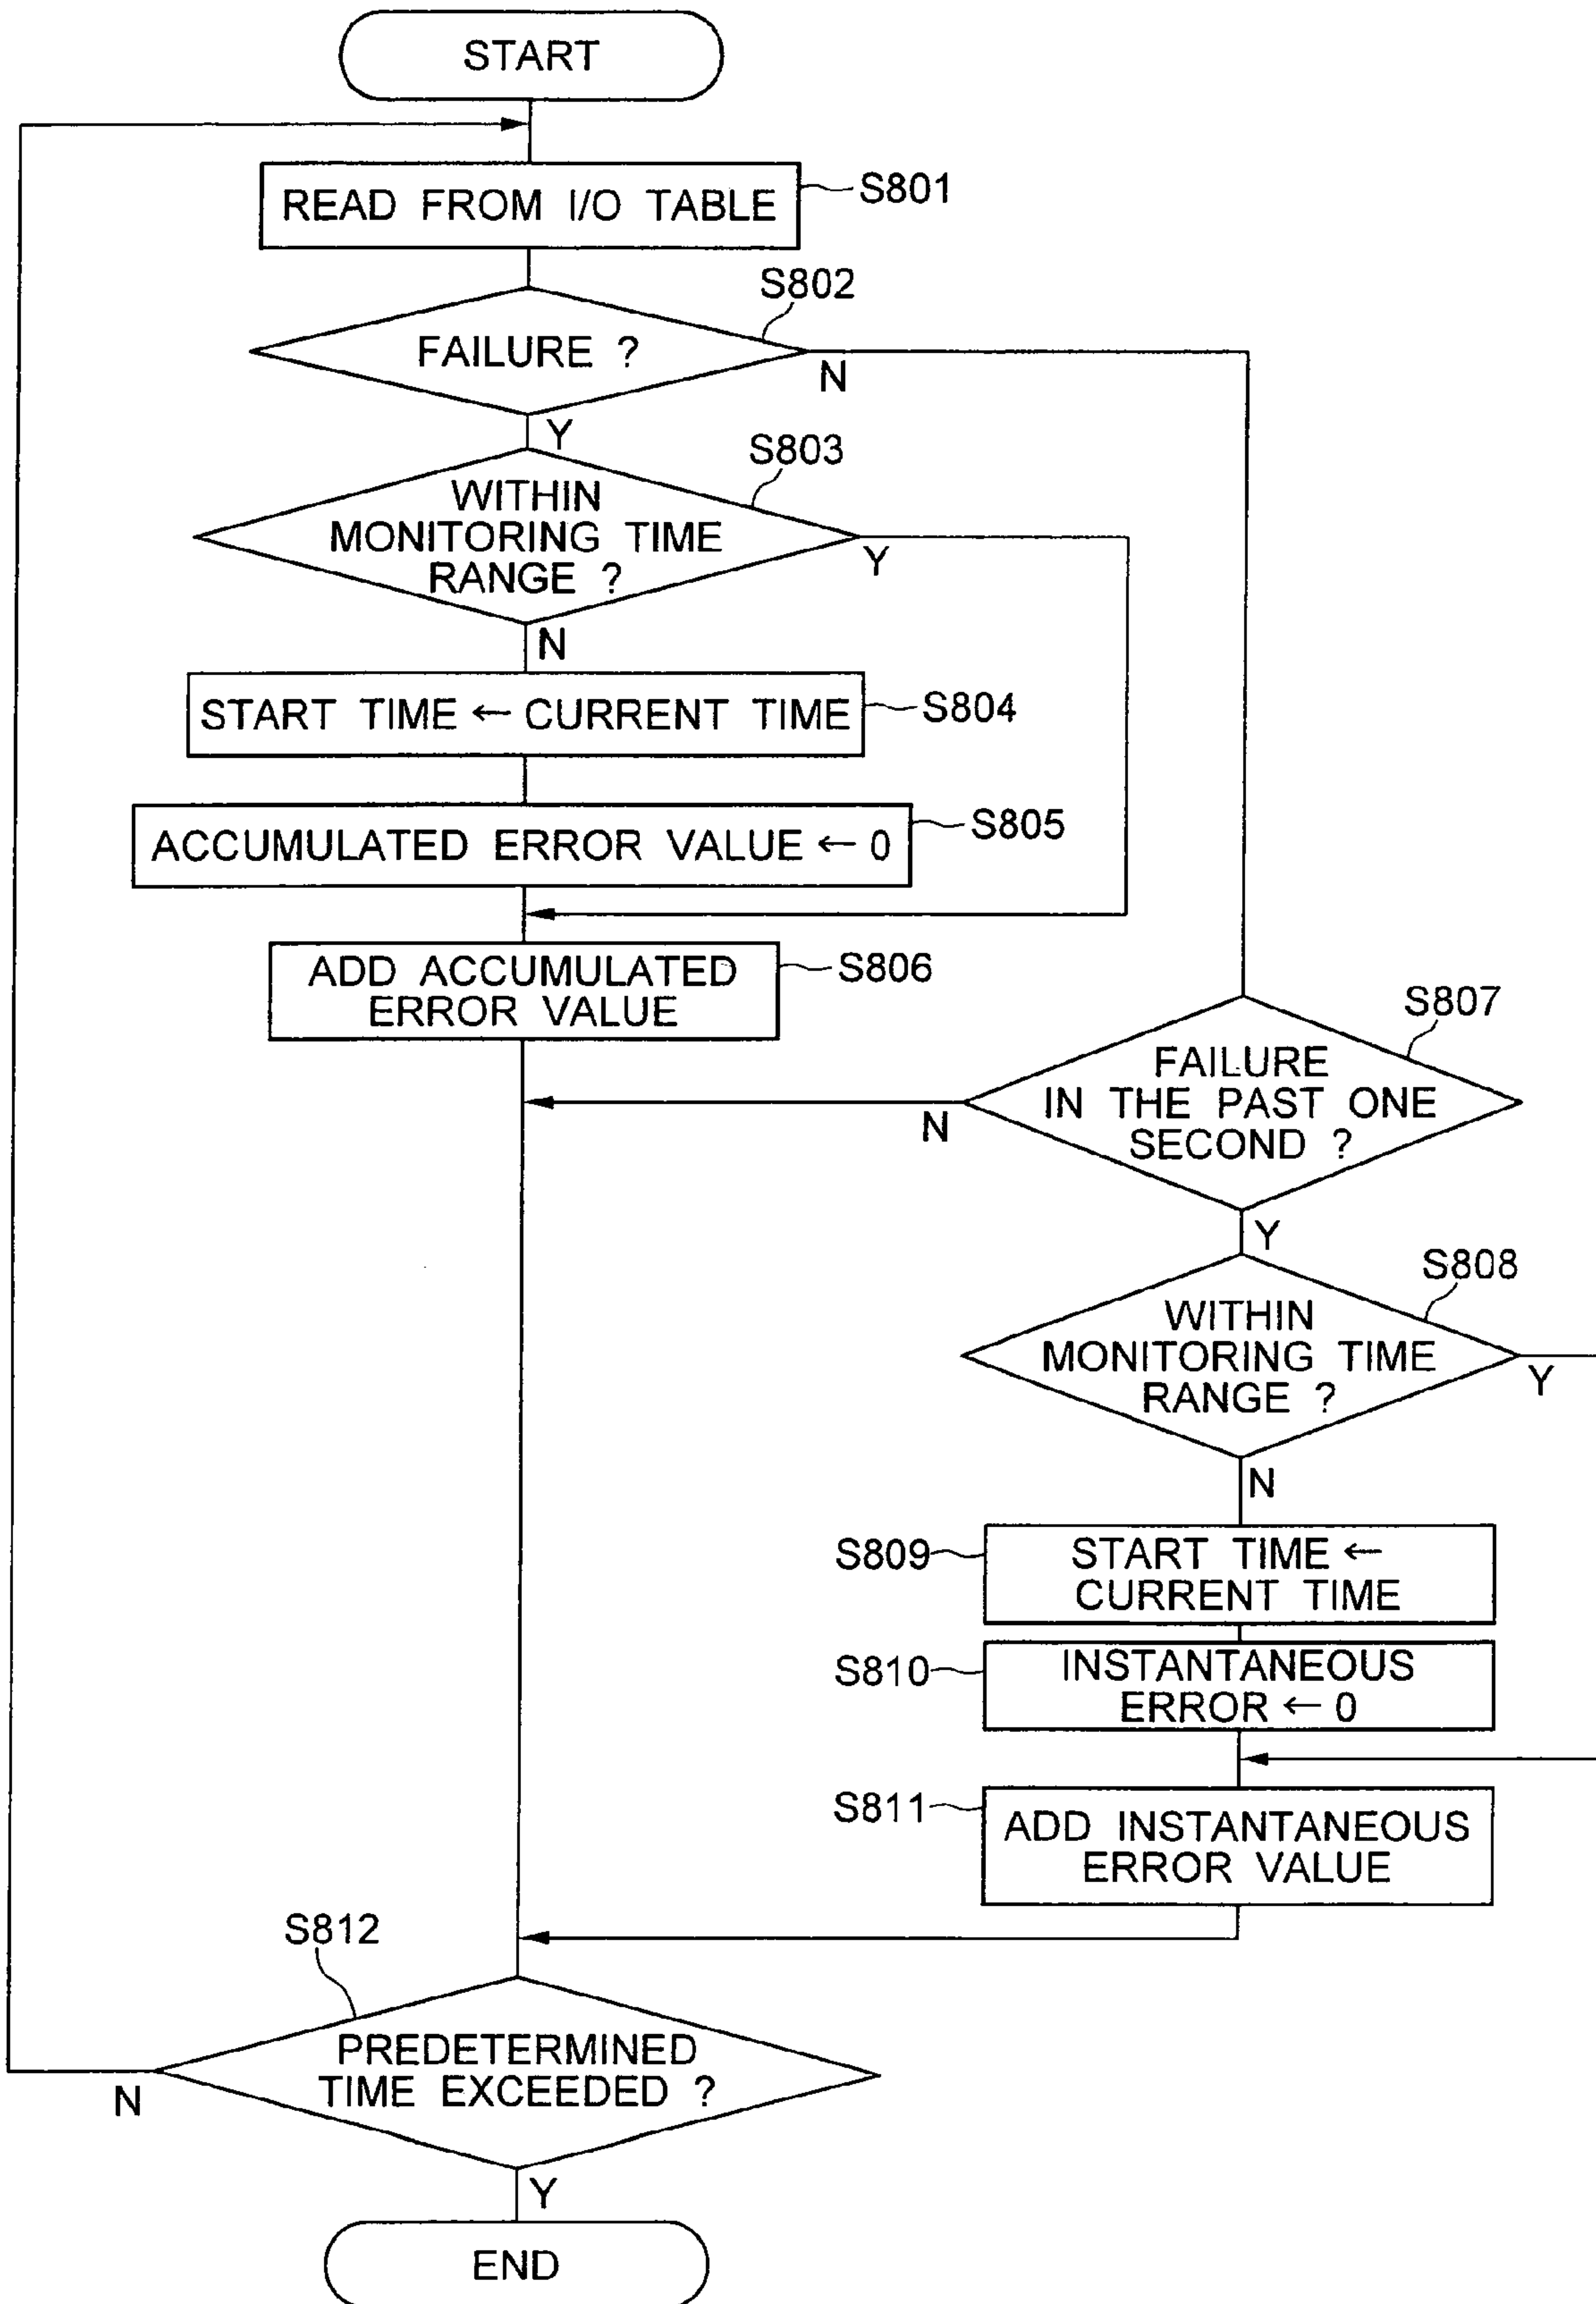 START
READ FROM I/O TABLE
S801
S802
FAILURE ?
N
Y
S803
WITHIN
MONITORING TIME
RANGE ?
Y
N
START TIME ← CURRENT TIME
S804
ACCUMULATED ERROR VALUE ← 0
S805
ADD ACCUMULATED
ERROR VALUE
S806
S807
FAILURE
IN THE PAST ONE
SECOND ?
N
Y
S808
WITHIN
MONITORING TIME
RANGE ?
Y
N
S809
START TIME ←
CURRENT TIME
S810
INSTANTANEOUS
ERROR ← 0
S811
ADD INSTANTANEOUS
ERROR VALUE
S812
PREDETERMINED
TIME EXCEEDED ?
N
Y
END